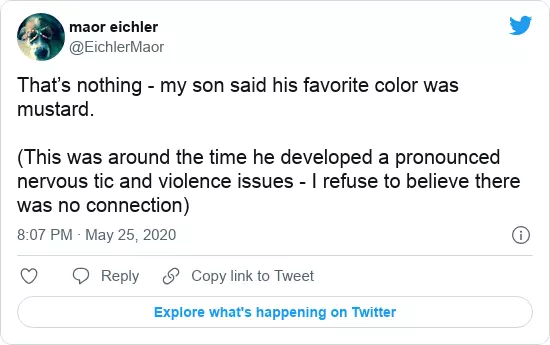 maor eichler
@EichlerMaor
That’s nothing - my son said his favorite color was
mustard.
(This was around the time he developed a pronounced
nervous tic and violence issues - I refuse to believe there
was no connection)
8:07 PM · May 25, 2020
Reply
Copy link to Tweet
Explore what's happening on Twitter